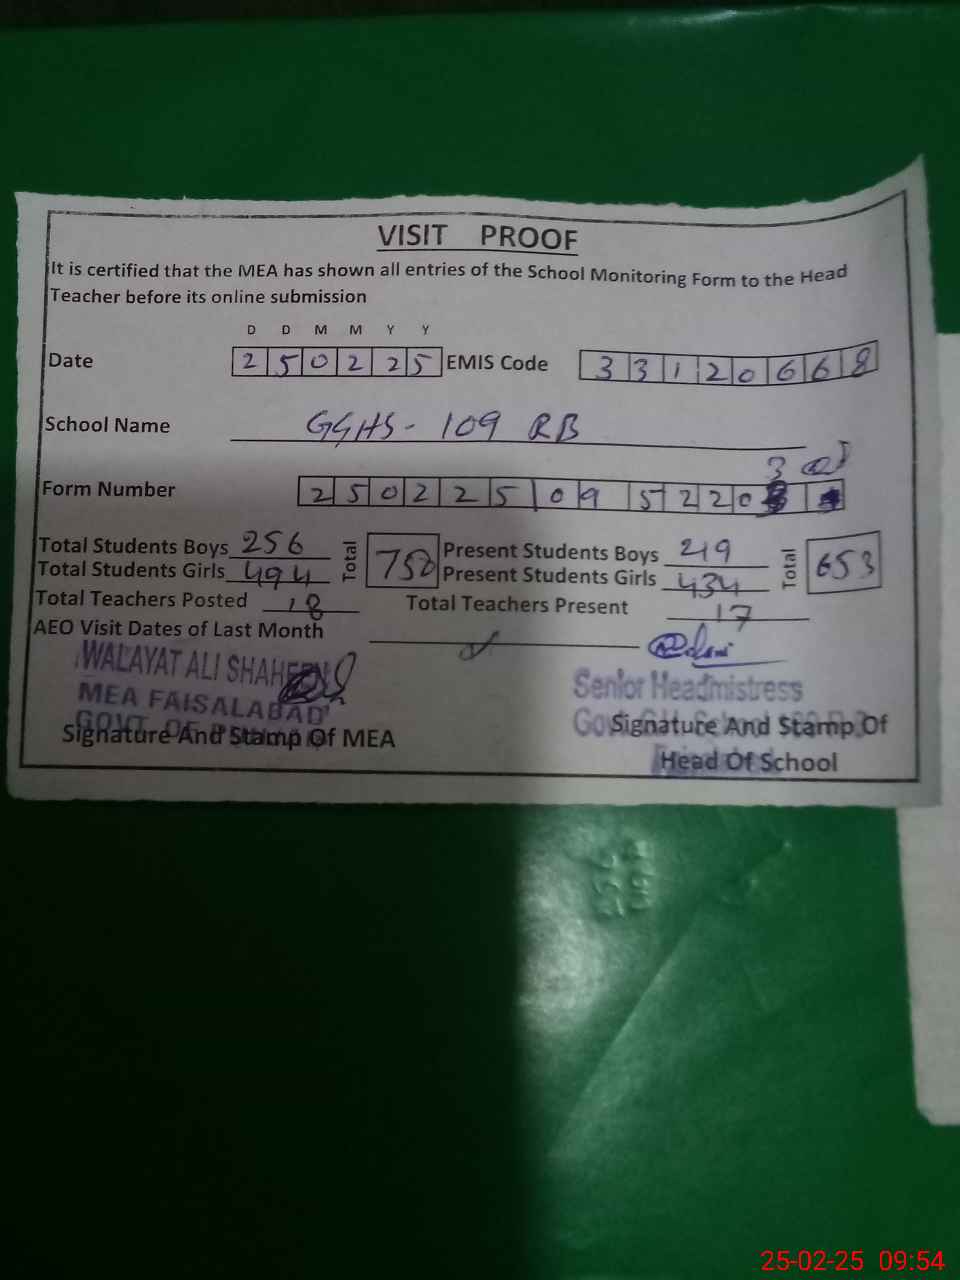 VISIT PROOF
It is certified that the MEA has shown all entries of the School Monitoring Form to the Head
Teacher before its online submission
D D M M Y Y
Date 2 5 0 2 2 5 EMIS Code 3 3 1 2 0 6 6 8
School Name GGHS - 109 RB
3
Form Number 2 5 0 2 2 5 1 0 9 5 2 2 0
Total Students Boys 256 Total 750 Present Students Boys 219 Total 653
Total Students Girls 494 Present Students Girls 434
Total Teachers Posted 18 Total Teachers Present 17
AEO Visit Dates of Last Month
WALAYAT ALI SHAHEEN
MEA FAISALABAD
GOVT OF
Signature And Stamp Of MEA
Senior Headmistress
Signature And Stamp Of
Head Of School
25-02-25 09:54